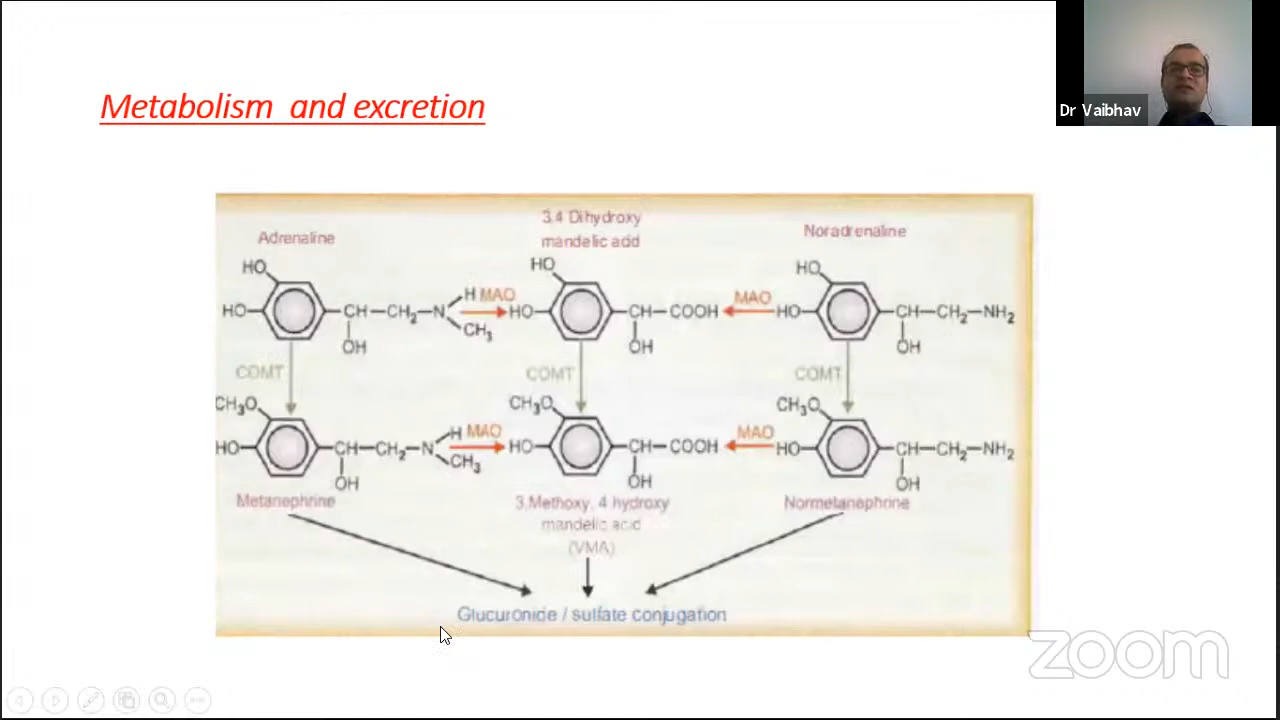 Dr Vaibhav
Metabolism and excretion
3,4 Dihydroxy
mandelic acid
Adrenaline
Noradrenaline
HO
HO
HO
HO CH CH₂ N H CH₃
MAO
HO CH COOH
MAO
HO CH CH₂ NH₂
OH
OH
OH
COMT
COMT
COMT
CH₃O
CH₃O
CH₃O
HO CH CH₂ N H CH₃
MAO
HO CH COOH
MAO
HO CH CH₂ NH₂
OH
OH
OH
Metanephrine
3,Methoxy, 4 hydroxy
mandelic acid
(VMA)
Normetanephrine
Glucuronide / sulfate conjugation
zoom